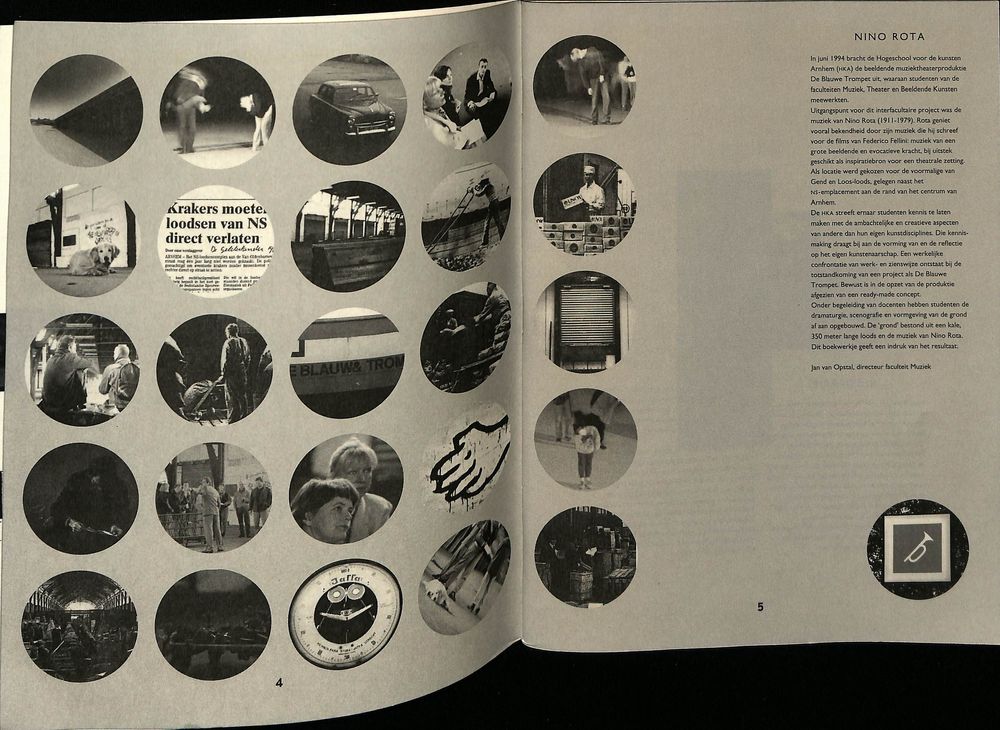 Krakers moeten
loodsen van NS
direct verlaten
De Gelderlander
Door onze verslaggever
ARNHEM –
E BLAUWE TROM
Jaffa
4
NINO ROTA
In juni 1994 bracht de Hogeschool voor de kunsten
Arnhem (HKA) de beeldende muziektheaterproduktie
De Blauwe Trompet uit, waaraan studenten van de
faculteiten Muziek, Theater en Beeldende Kunsten
meewerkten.
Uitgangspunt voor dit interfacultaire project was de
muziek van Nino Rota (1911-1979). Rota geniet
vooral bekendheid door zijn muziek die hij schreef
voor de films van Federico Fellini: muziek van een
grote beeldende en evocatieve kracht, bij uitstek
geschikt als inspiratiebron voor een theatrale zetting.
Als locatie werd gekozen voor de voormalige van
Gend en Loos-loods, gelegen naast het
NS-emplacement aan de rand van het centrum van
Arnhem.
De HKA streeft ernaar studenten kennis te laten
maken met de ambachtelijke en creatieve aspecten
van andere dan hun eigen kunstdisciplines. Die kennis-
making draagt bij aan de vorming van en de reflectie
op het eigen kunstenaarschap. Een werkelijke
confrontatie van werk- en zienswijze ontstaat bij de
totstandkoming van een project als De Blauwe
Trompet. Bewust is in de opzet van de produktie
afgezien van een ready-made concept.
Onder begeleiding van docenten hebben studenten de
dramaturgie, scenografie en vormgeving van de grond
af aan opgebouwd. De 'grond' bestond uit een kale,
350 meter lange loods en de muziek van Nino Rota.
Dit boekwerkje geeft een indruk van het resultaat.
Jan van Opstal, directeur faculteit Muziek
5